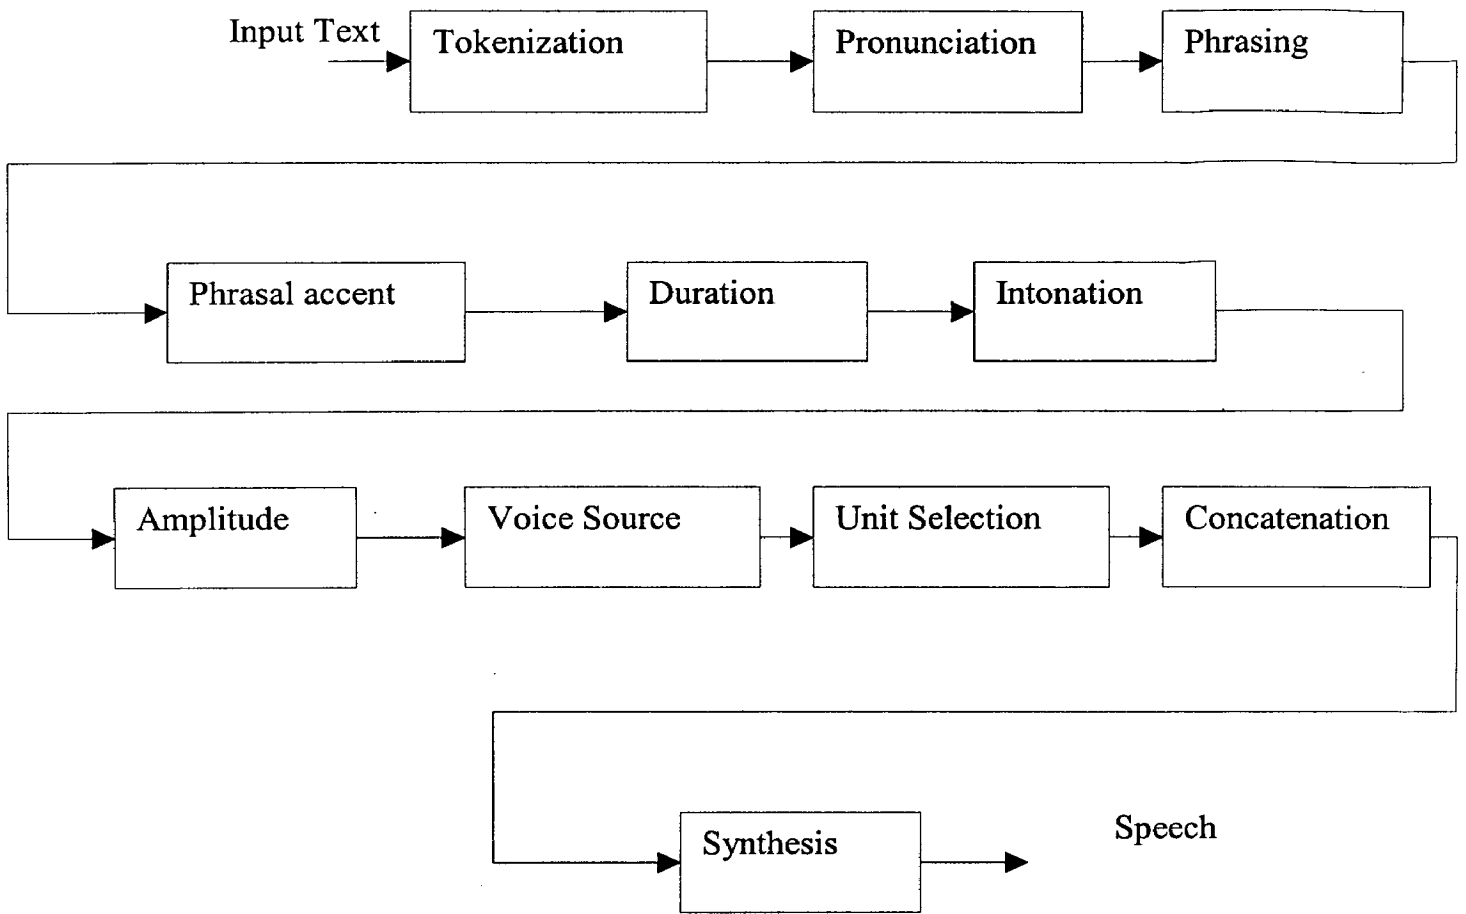 Input Text
Tokenization
Pronunciation
Phrasing
Phrasal accent
Duration
Intonation
Amplitude
Voice Source
Unit Selection
Concatenation
Synthesis
Speech